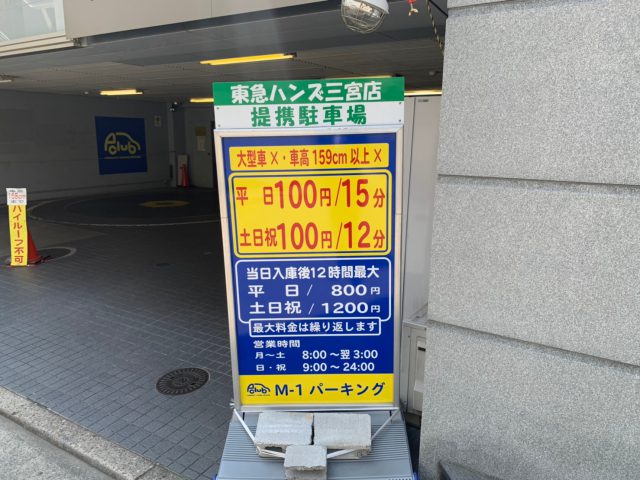 東急ハンズ三宮店
提携駐車場
大型車×・車高159cm以上×
平日100円/15分
土日祝100円/12分
当日入庫後12時間最大
平日/800円
土日祝/1200円
最大料金は繰り返します
営業時間
月〜土 8:00〜翌3:00
日・祝 9:00〜24:00
Club M-1 パーキング
Club
ハイルーフ不可